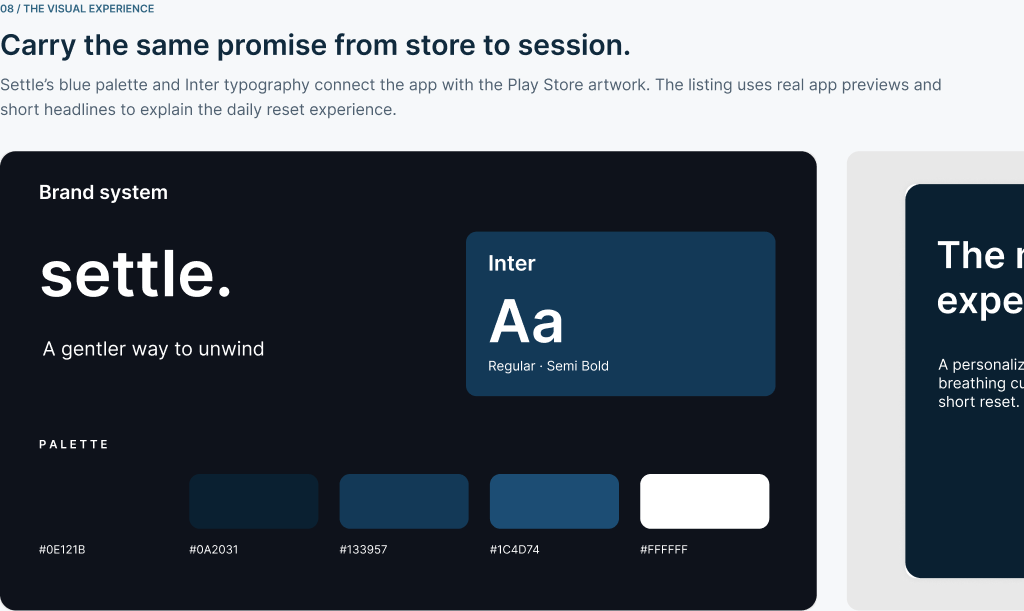 08 / THE VISUAL EXPERIENCE
Carry the same promise from store to session.
Settle’s blue palette and Inter typography connect the app with the Play Store artwork. The listing uses real app previews and
short headlines to explain the daily reset experience.
Brand system
settle.
A gentler way to unwind
Inter
Aa
Regular · Semi Bold
PALETTE
#0E121B
#0A2031
#133957
#1C4D74
#FFFFFF
The
A
breathing
short reset.